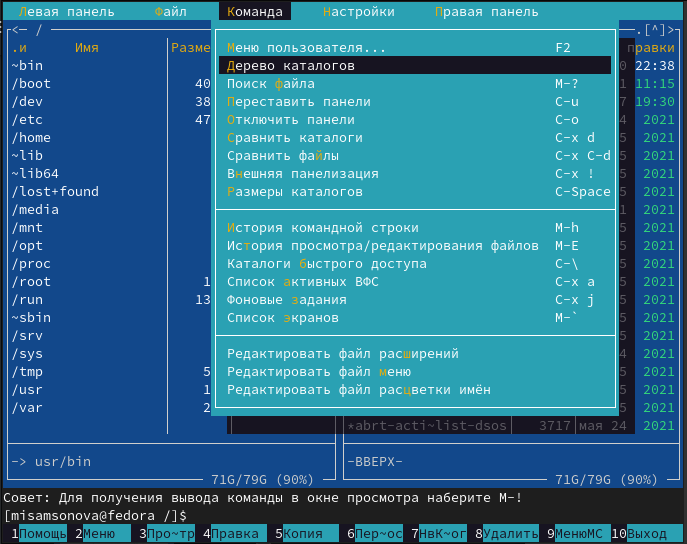 Левая панель Файл Команда Настройки Правая панель
<— / .[^]>
.и Имя Разме правки
Меню пользователя... F2
~bin 0 22:38
Дерево каталогов
/boot 40 1 11:15
Поиск файла M-?
/dev 38 7 19:30
Переставить панели C-u
/etc 47 4 2021
Отключить панели C-o
/home 5 2021
Сравнить каталоги C-x d
~lib 5 2021
Сравнить файлы C-x C-d
~lib64 5 2021
Внешняя панелизация C-x !
/lost+found 5 2021
Размеры каталогов C-Space
/media 1 2021
/mnt 5 2021
История командной строки M-h
/opt 5 2021
История просмотра/редактирования файлов M-E
/proc 5 2021
Каталоги быстрого доступа C-\
/root 1 5 2021
Список активных ВФС C-x a
/run 13 5 2021
Фоновые задания C-x j
~sbin 5 2021
Список экранов M-`
/srv 5 2021
/sys 4 2021
Редактировать файл расширений
/tmp 5 5 2021
Редактировать файл меню
/usr 1 5 2021
Редактировать файл расцветки имён
/var 2 5 2021
*abrt-acti~list-dsos 3717 мая 24 2021
-> usr/bin -ВВЕРХ-
71G/79G (90%) 71G/79G (90%)
Совет: Для получения вывода команды в окне просмотра наберите M-!
[misamsonova@fedora /]$
1Помощь 2Меню 3Про~тр 4Правка 5Копия 6Пер~ос 7НвК~ог 8Удалить 9МенюМС 10Выход